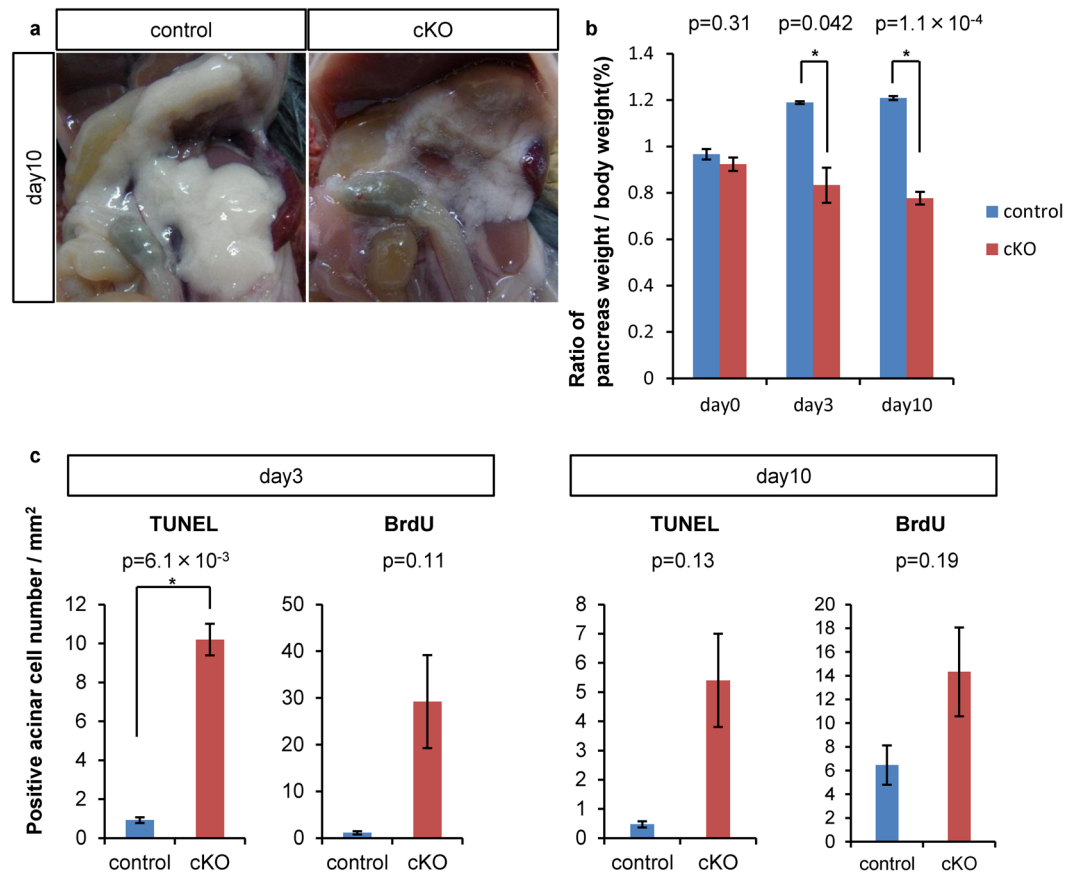 a
control
cKO
day10
b
p=0.31
p=0.042
p=1.1×10-4
*
*
Ratio of
pancreas weight / body weight(%)
1.4
1.2
1
0.8
0.6
0.4
0.2
0
day0
day3
day10
control
cKO
c
day3
day10
Positive acinar cell number / mm2
TUNEL
p=6.1×10-3
*
12
10
8
6
4
2
0
control
cKO
BrdU
p=0.11
50
40
30
20
10
0
control
cKO
TUNEL
p=0.13
8
7
6
5
4
3
2
1
0
control
cKO
BrdU
p=0.19
20
18
16
14
12
10
8
6
4
2
0
control
cKO